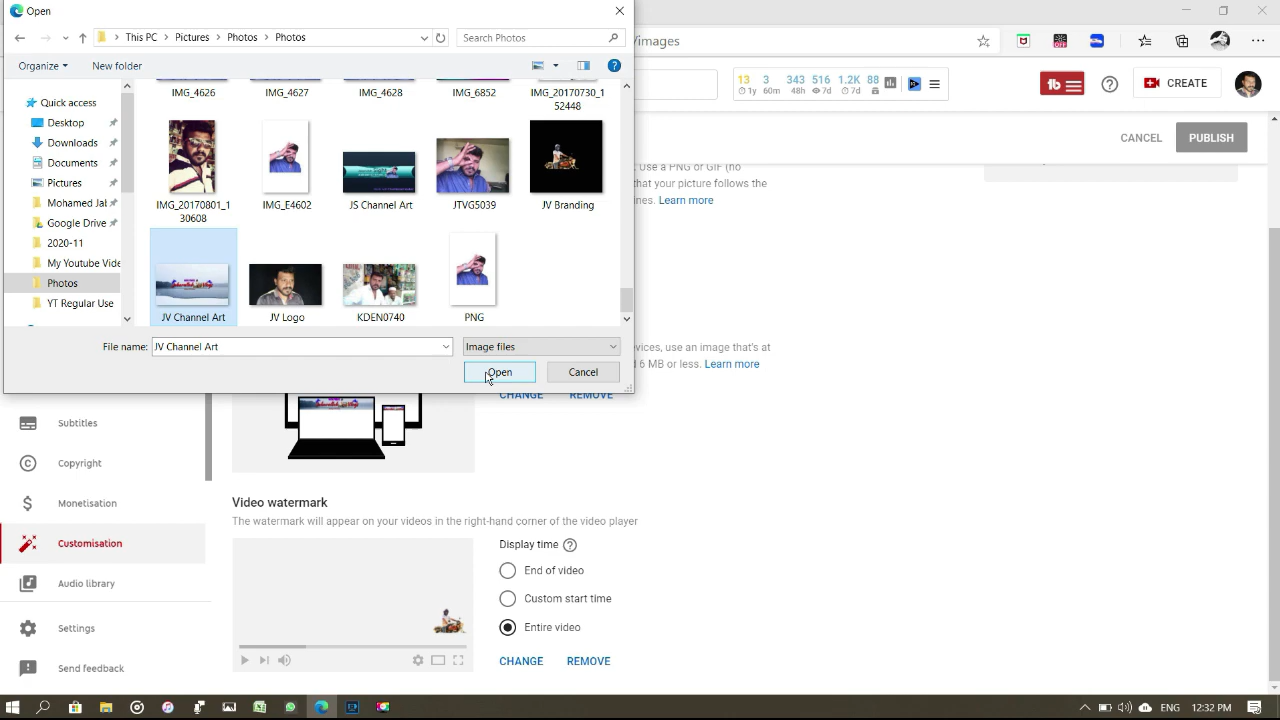 Open
/images
This PC > Pictures > Photos > Photos
Search Photos
Organize
New folder
13 3 343 516 1.2K 88
1y 60m 48h 7d 7d
CREATE
CANCEL
PUBLISH
Quick access
Desktop
Downloads
Documents
Pictures
Mohamed Jal
Google Drive
2020-11
My Youtube Vide
Photos
YT Regular Use
IMG_4626
IMG_4627
IMG_4628
IMG_6852
IMG_20170730_1
52448
IMG_20170801_1
30608
IMG_E4602
JS Channel Art
JTVG5039
JV Branding
JV Channel Art
JV Logo
KDEN0740
PNG
File name:
JV Channel Art
Image files
Open
Cancel
. Use a PNG or GIF (no
that your picture follows the
ines. Learn more
evices, use an image that's at
d 6 MB or less. Learn more
CHANGE
REMOVE
Subtitles
Copyright
Monetisation
Customisation
Audio library
Settings
Send feedback
Video watermark
The watermark will appear on your videos in the right-hand corner of the video player
Display time
End of video
Custom start time
Entire video
CHANGE
REMOVE
ENG
12:32 PM